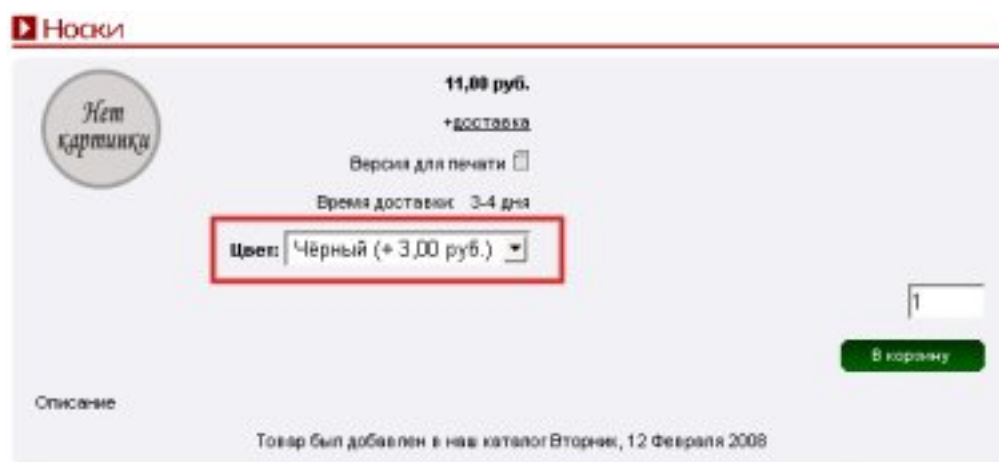 Носки
Нет
картинки
11,00 руб.
+доставка
Версия для печати
Время доставки: 3-4 дня
Цвет: Чёрный (+ 3,00 руб.)
1
В корзину
Описание
Товар был добавлен в наш каталог Вторник, 12 Февраля 2008